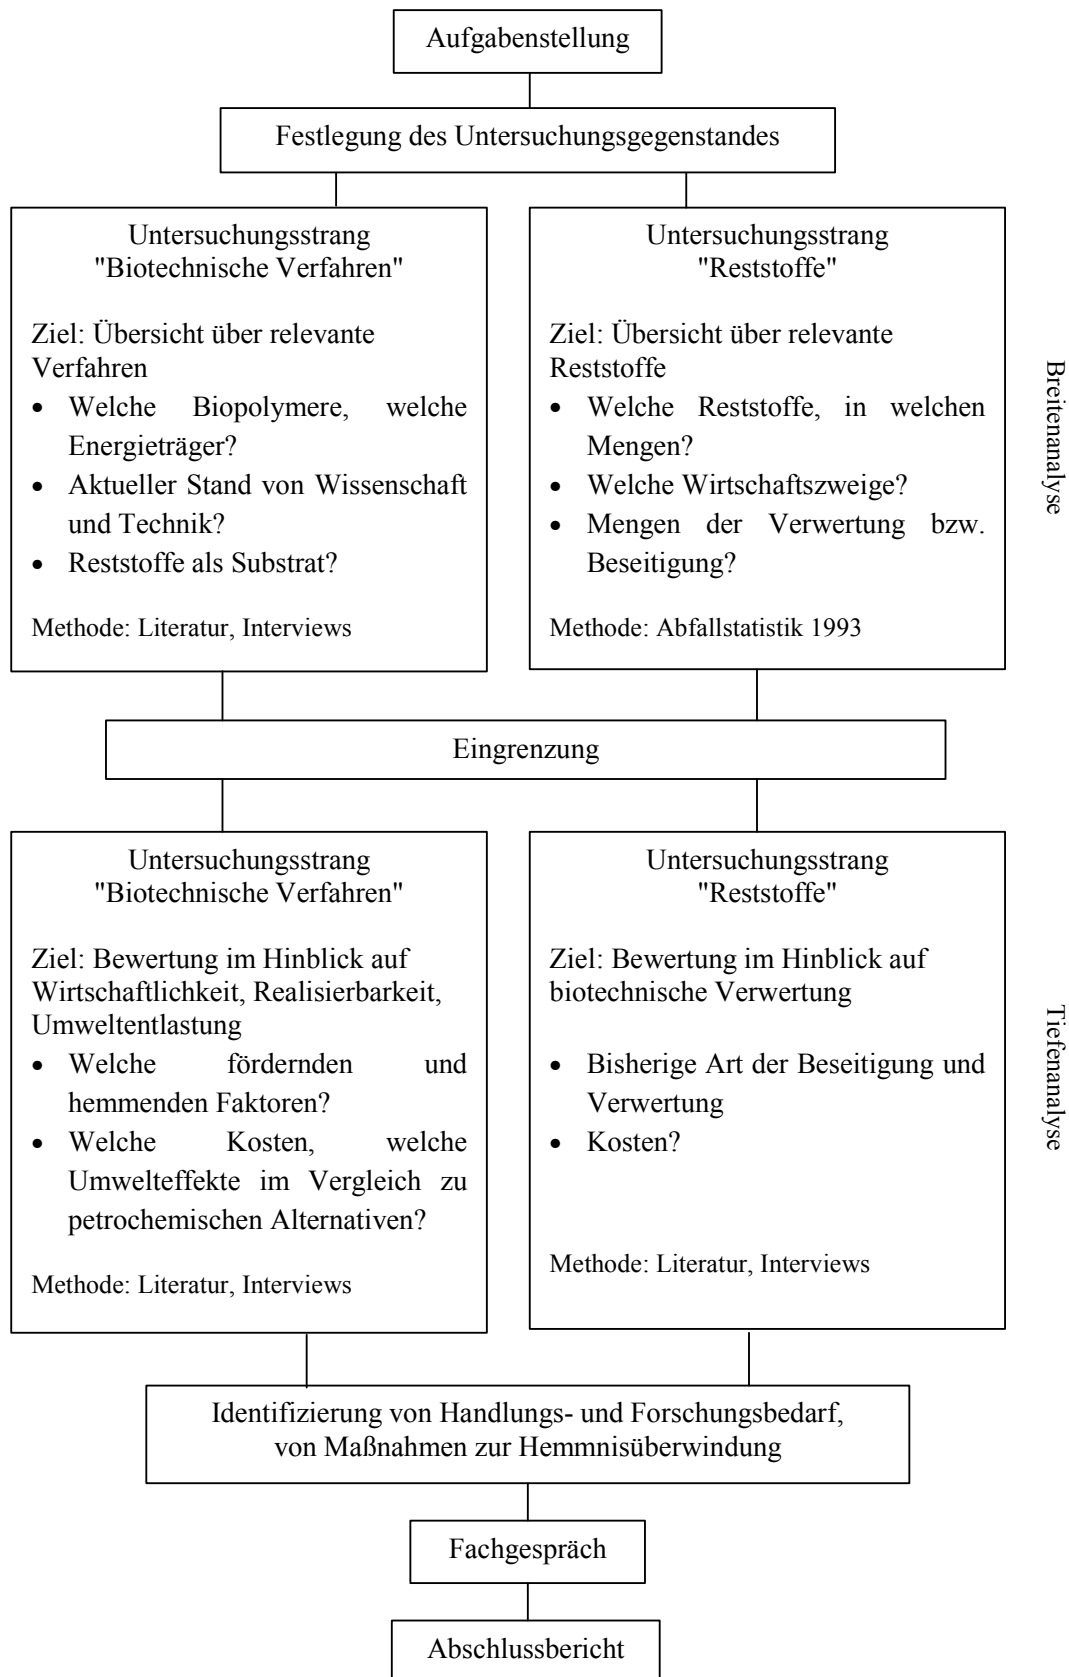 Aufgabenstellung
Festlegung des Untersuchungsgegenstandes
Untersuchungsstrang
"Biotechnische Verfahren"
Ziel: Übersicht über relevante
Verfahren
• Welche Biopolymere, welche
Energieträger?
• Aktueller Stand von Wissenschaft
und Technik?
• Reststoffe als Substrat?
Methode: Literatur, Interviews
Untersuchungsstrang
"Reststoffe"
Ziel: Übersicht über relevante
Reststoffe
• Welche Reststoffe, in welchen
Mengen?
• Welche Wirtschaftszweige?
• Mengen der Verwertung bzw.
Beseitigung?
Methode: Abfallstatistik 1993
Breitenanalyse
Eingrenzung
Untersuchungsstrang
"Biotechnische Verfahren"
Ziel: Bewertung im Hinblick auf
Wirtschaftlichkeit, Realisierbarkeit,
Umweltentlastung
• Welche fördernden und
hemmenden Faktoren?
• Welche Kosten, welche
Umwelteffekte im Vergleich zu
petrochemischen Alternativen?
Methode: Literatur, Interviews
Untersuchungsstrang
"Reststoffe"
Ziel: Bewertung im Hinblick auf
biotechnische Verwertung
• Bisherige Art der Beseitigung und
Verwertung
• Kosten?
Methode: Literatur, Interviews
Tiefenanalyse
Identifizierung von Handlungs- und Forschungsbedarf,
von Maßnahmen zur Hemmnisüberwindung
Fachgespräch
Abschlussbericht